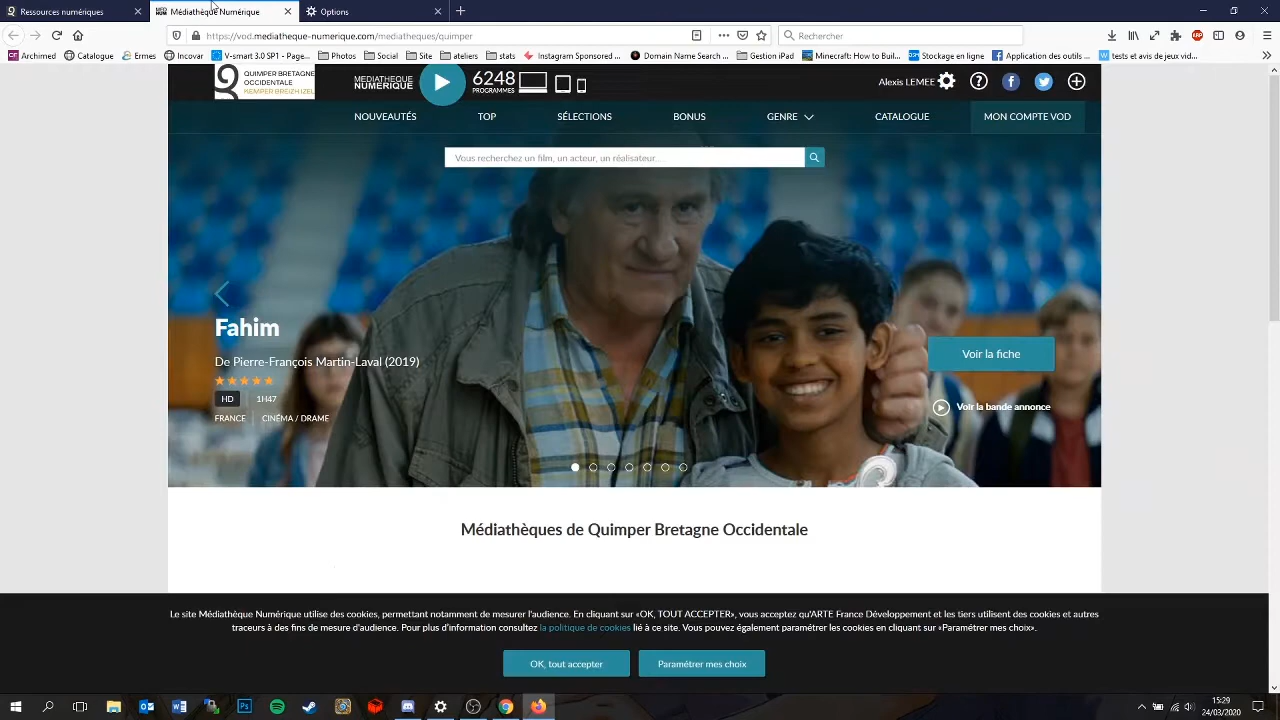 Ressources numériques
Médiathèque Numérique
Options
https://vod.mediatheque-numerique.com/mediatheques/quimper
Rechercher
Archimed
Catalogue
Ermes
Incovar
V-smart 3.0 SP1 - Page...
Photos
Social
Site
ateliers
stats
Instagram Sponsored ...
Domain Name Search ...
Gestion iPad
Minecraft: How to Buil...
Stockage en ligne
Application des outils ...
tests et avis de jeux vid...
QUIMPER BRETAGNE
OCCIDENTALE
KEMPER BREIZH IZEL
MEDIATHEQUE
NUMERIQUE
6248
PROGRAMMES
Alexis LEMEE
NOUVEAUTÉS
TOP
SÉLECTIONS
BONUS
GENRE
CATALOGUE
MON COMPTE VOD
Vous recherchez un film, un acteur, un réalisateur...
Fahim
De Pierre-François Martin-Laval (2019)
HD
1H47
FRANCE
CINÉMA / DRAME
Voir la fiche
Voir la bande annonce
Médiathèques de Quimper Bretagne Occidentale
Le site Médiathèque Numérique utilise des cookies, permettant notamment de mesurer l'audience. En cliquant sur «OK, TOUT ACCEPTER», vous acceptez qu'ARTE France Développement et les tiers utilisent des cookies et autres
traceurs à des fins de mesure d'audience. Pour plus d'information consultez la politique de cookies lié à ce site. Vous pouvez également paramétrer les cookies en cliquant sur «Paramétrer mes choix».
OK, tout accepter
Paramétrer mes choix
15:29
24/03/2020